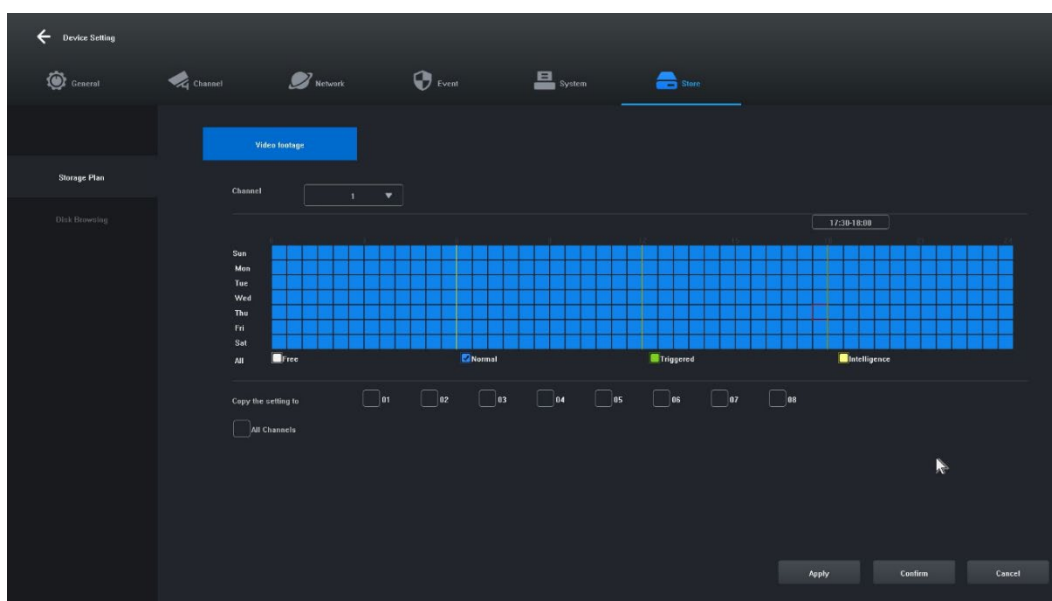 Device Setting
General Channel Network Event System Store
Video footage
Storage Plan
Channel 1
Disk Browsing
17:30-18:00
Sun
Mon
Tue
Wed
Thu
Fri
Sat
All Free Normal Triggered Intelligence
Copy the setting to 01 02 03 04 05 06 07 08
All Channels
Apply Confirm Cancel